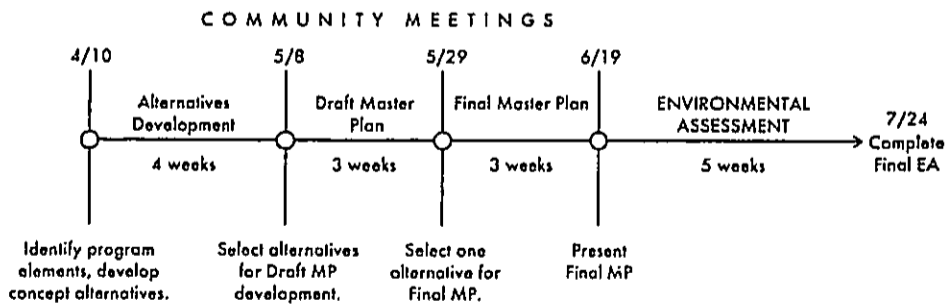 COMMUNITY MEETINGS
4/10
5/8
5/29
6/19
Alternatives
Development
Draft Master
Plan
Final Master Plan
ENVIRONMENTAL
ASSESSMENT
7/24
Complete
Final EA
4 weeks
3 weeks
3 weeks
5 weeks
Identify program
elements, develop
concept alternatives.
Select alternatives
for Draft MP
development.
Select one
alternative for
Final MP.
Present
Final MP